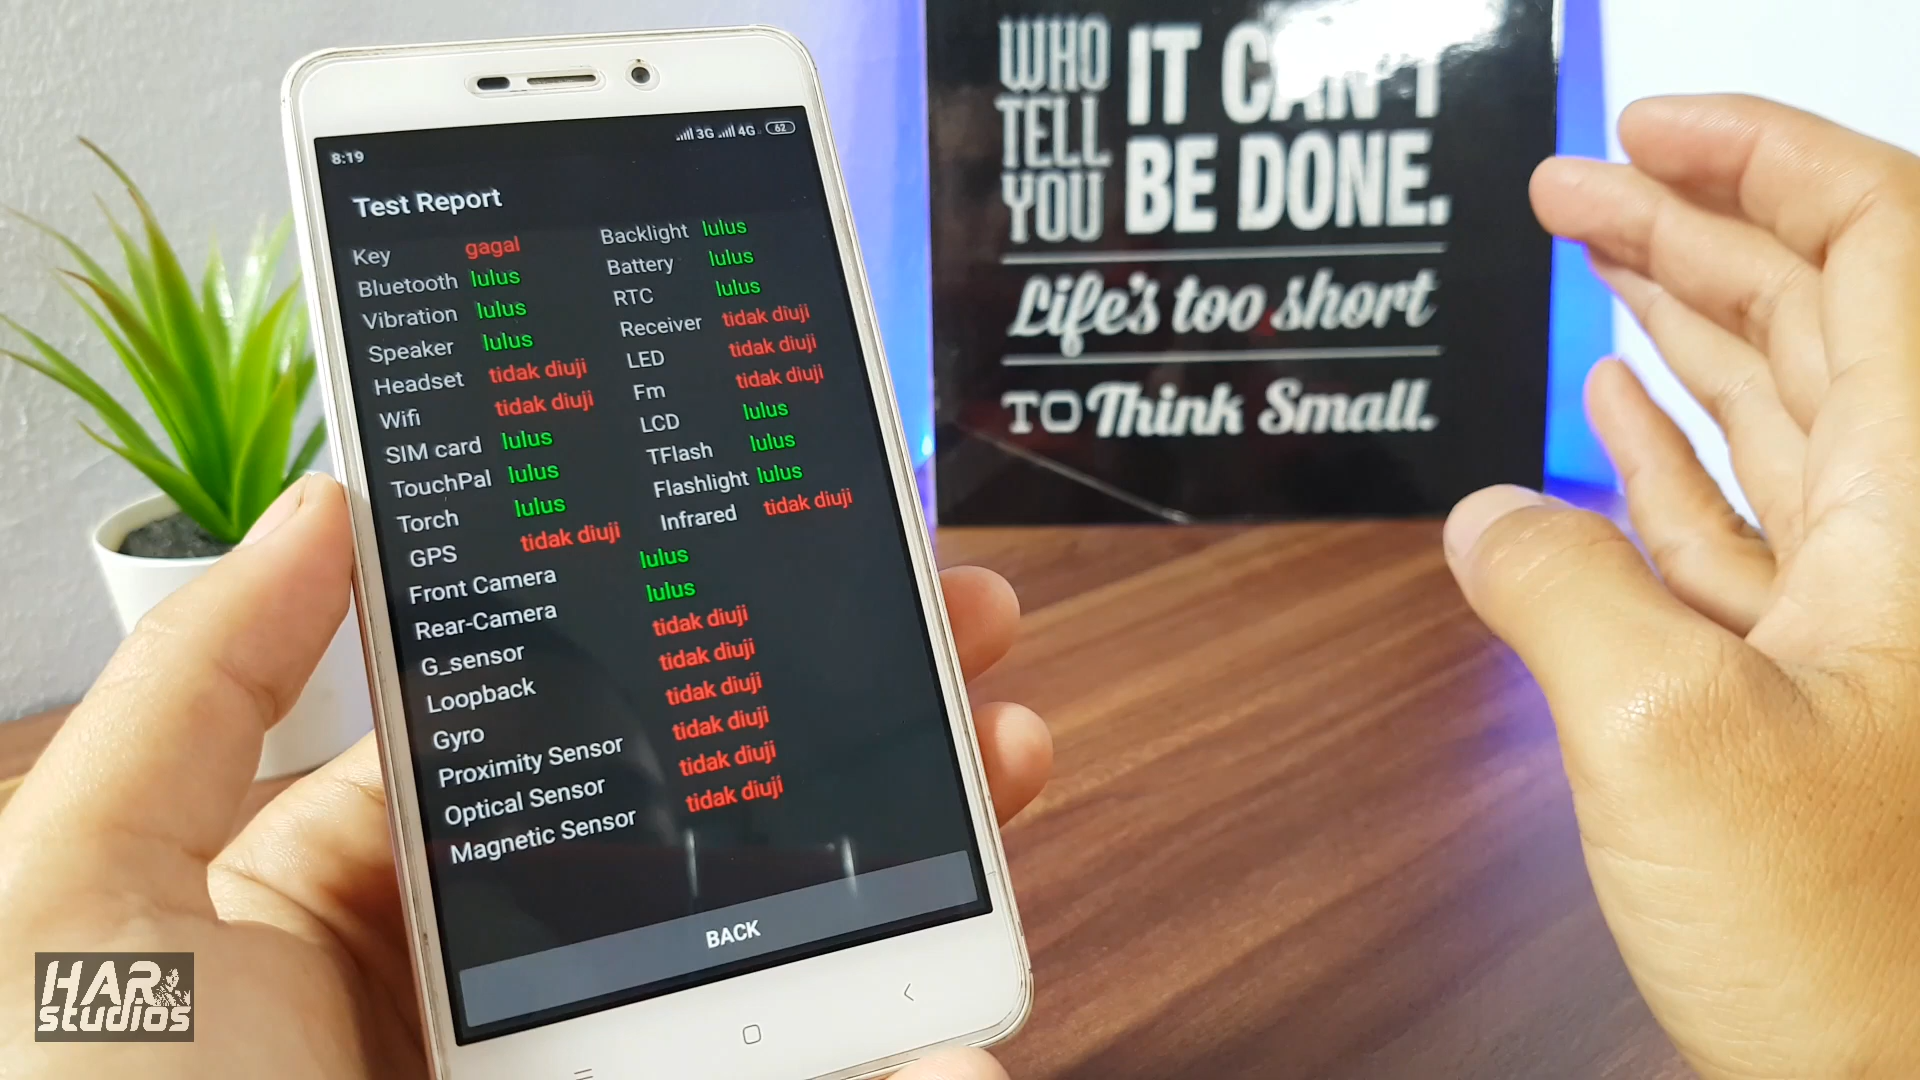 8:19
3G 4G 62
Test Report
Key gagal
Bluetooth lulus
Vibration lulus
Speaker lulus
Headset tidak diuji
Wifi tidak diuji
SIM card lulus
TouchPal lulus
Torch lulus
GPS tidak diuji
Backlight lulus
Battery lulus
RTC lulus
Receiver tidak diuji
LED tidak diuji
Fm tidak diuji
LCD lulus
TFlash lulus
Flashlight lulus
Infrared tidak diuji
Front Camera lulus
Rear-Camera lulus
G_sensor tidak diuji
Loopback tidak diuji
Gyro tidak diuji
Proximity Sensor tidak diuji
Optical Sensor tidak diuji
Magnetic Sensor tidak diuji
BACK
WHO TELL YOU
IT CAN'T
BE DONE.
Life's too short
TO Think Small.
HAR
studios